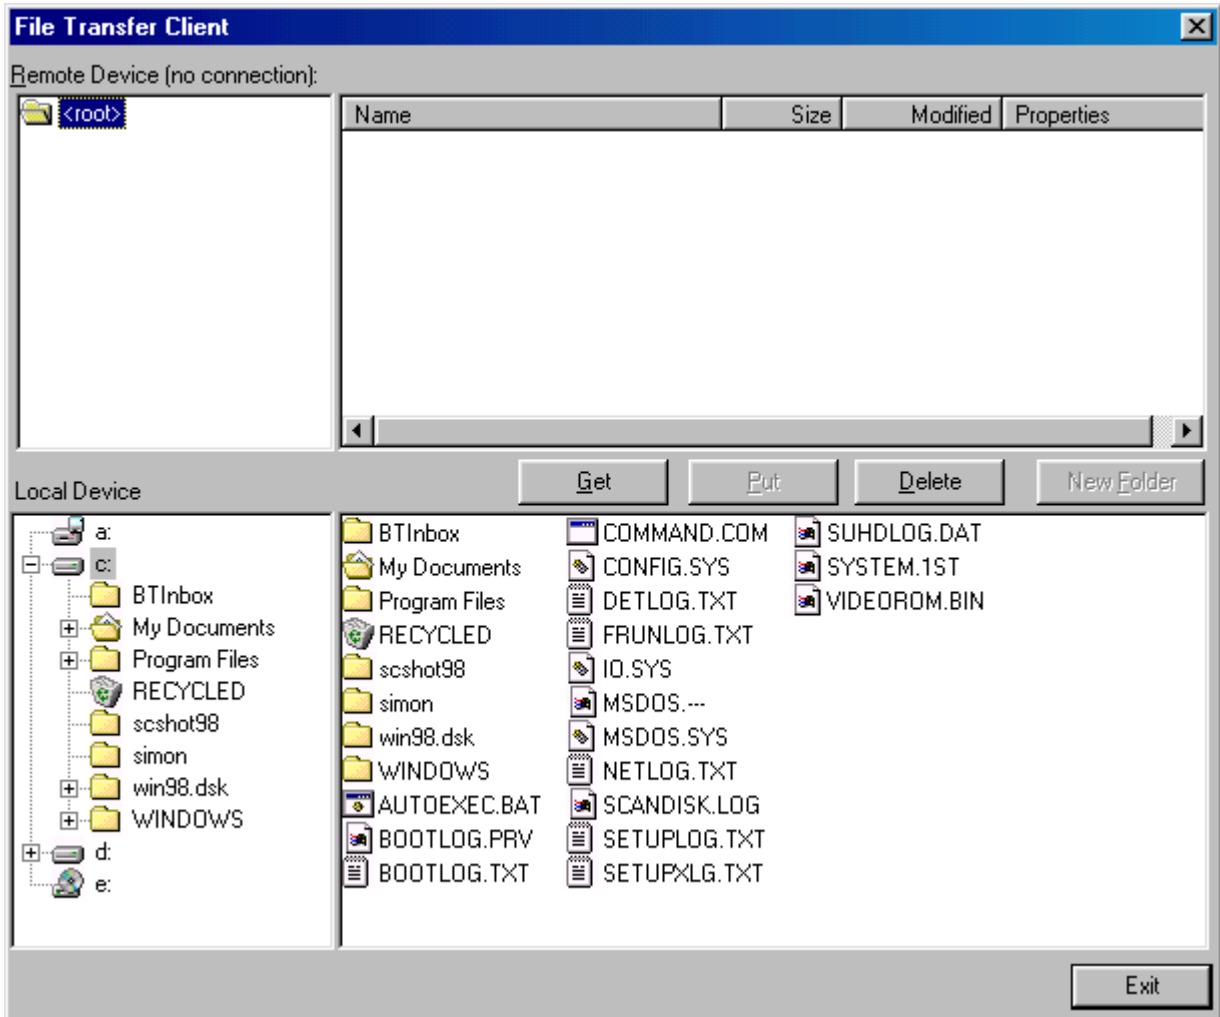 File Transfer Client
Remote Device (no connection):
<root>
Name Size Modified Properties
Get Put Delete New Folder
Local Device
a:
c:
BTInbox
My Documents
Program Files
RECYCLED
scshot98
simon
win98.dsk
WINDOWS
d:
e:
BTInbox
My Documents
Program Files
RECYCLED
scshot98
simon
win98.dsk
WINDOWS
AUTOEXEC.BAT
BOOTLOG.PRV
BOOTLOG.TXT
COMMAND.COM
CONFIG.SYS
DETLOG.TXT
FRUNLOG.TXT
IO.SYS
MSDOS.---
MSDOS.SYS
NETLOG.TXT
SCANDISK.LOG
SETUPLOG.TXT
SETUPXLG.TXT
SUHDLOG.DAT
SYSTEM.1ST
VIDEOROM.BIN
Exit